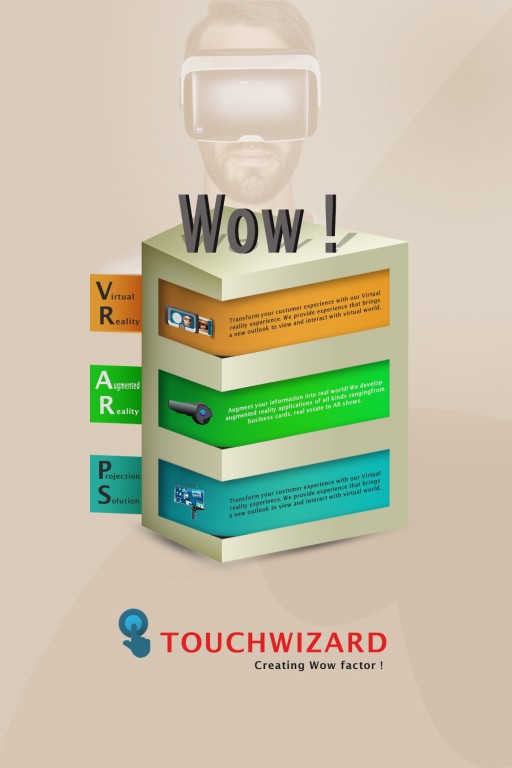 Wow !
Virtual
Reality
Transform your customer experience with our Virtual
reality experience. We provide experience that brings
a new outlook to view and interact with virtual world.
Augmented
Reality
Augment your information into real world! We develop
augmented reality applications of all kinds rangingfrom
business cards, real estate to AR shows.
Projection
Solution
Transform your customer experience with our Virtual
reality experience. We provide experience that brings
a new outlook to view and interact with virtual world.
TOUCHWIZARD
Creating Wow factor !